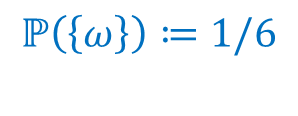 ℙ({𝜔}) ≔ 1/6